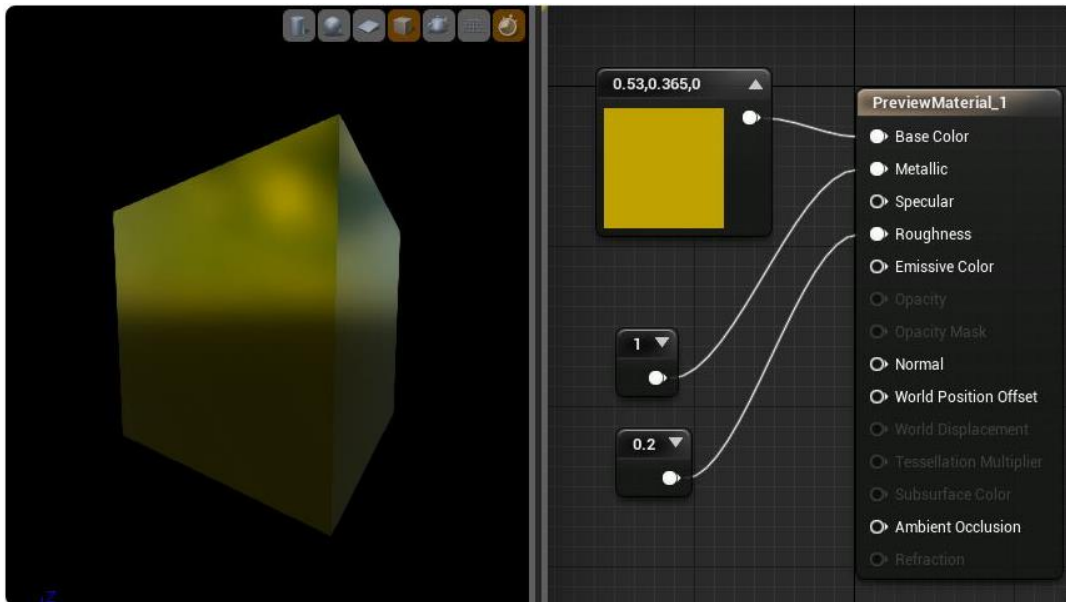 0.53,0.365,0
PreviewMaterial_1
Base Color
Metallic
Specular
Roughness
Emissive Color
Opacity
Opacity Mask
1
Normal
World Position Offset
World Displacement
0.2
Tessellation Multiplier
Subsurface Color
Ambient Occlusion
Refraction